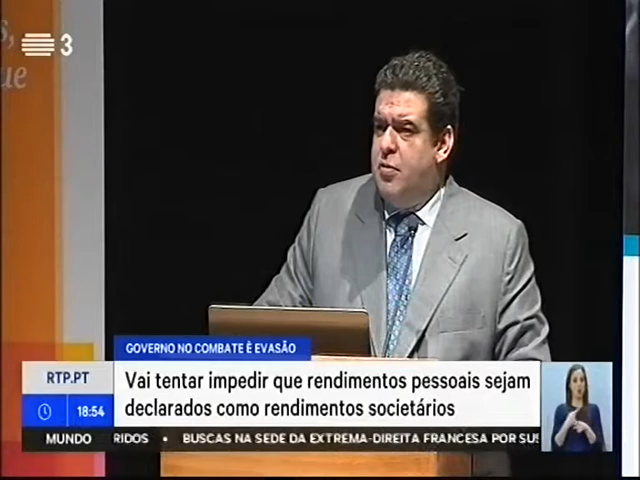 s,
ue
3
GOVERNO NO COMBATE È EVASÃO
RTP.PT
Vai tentar impedir que rendimentos pessoais sejam
declarados como rendimentos societários
18:54
MUNDO RIDOS • BUSCAS NA SEDE DA EXTREMA-DIREITA FRANCESA POR SUS